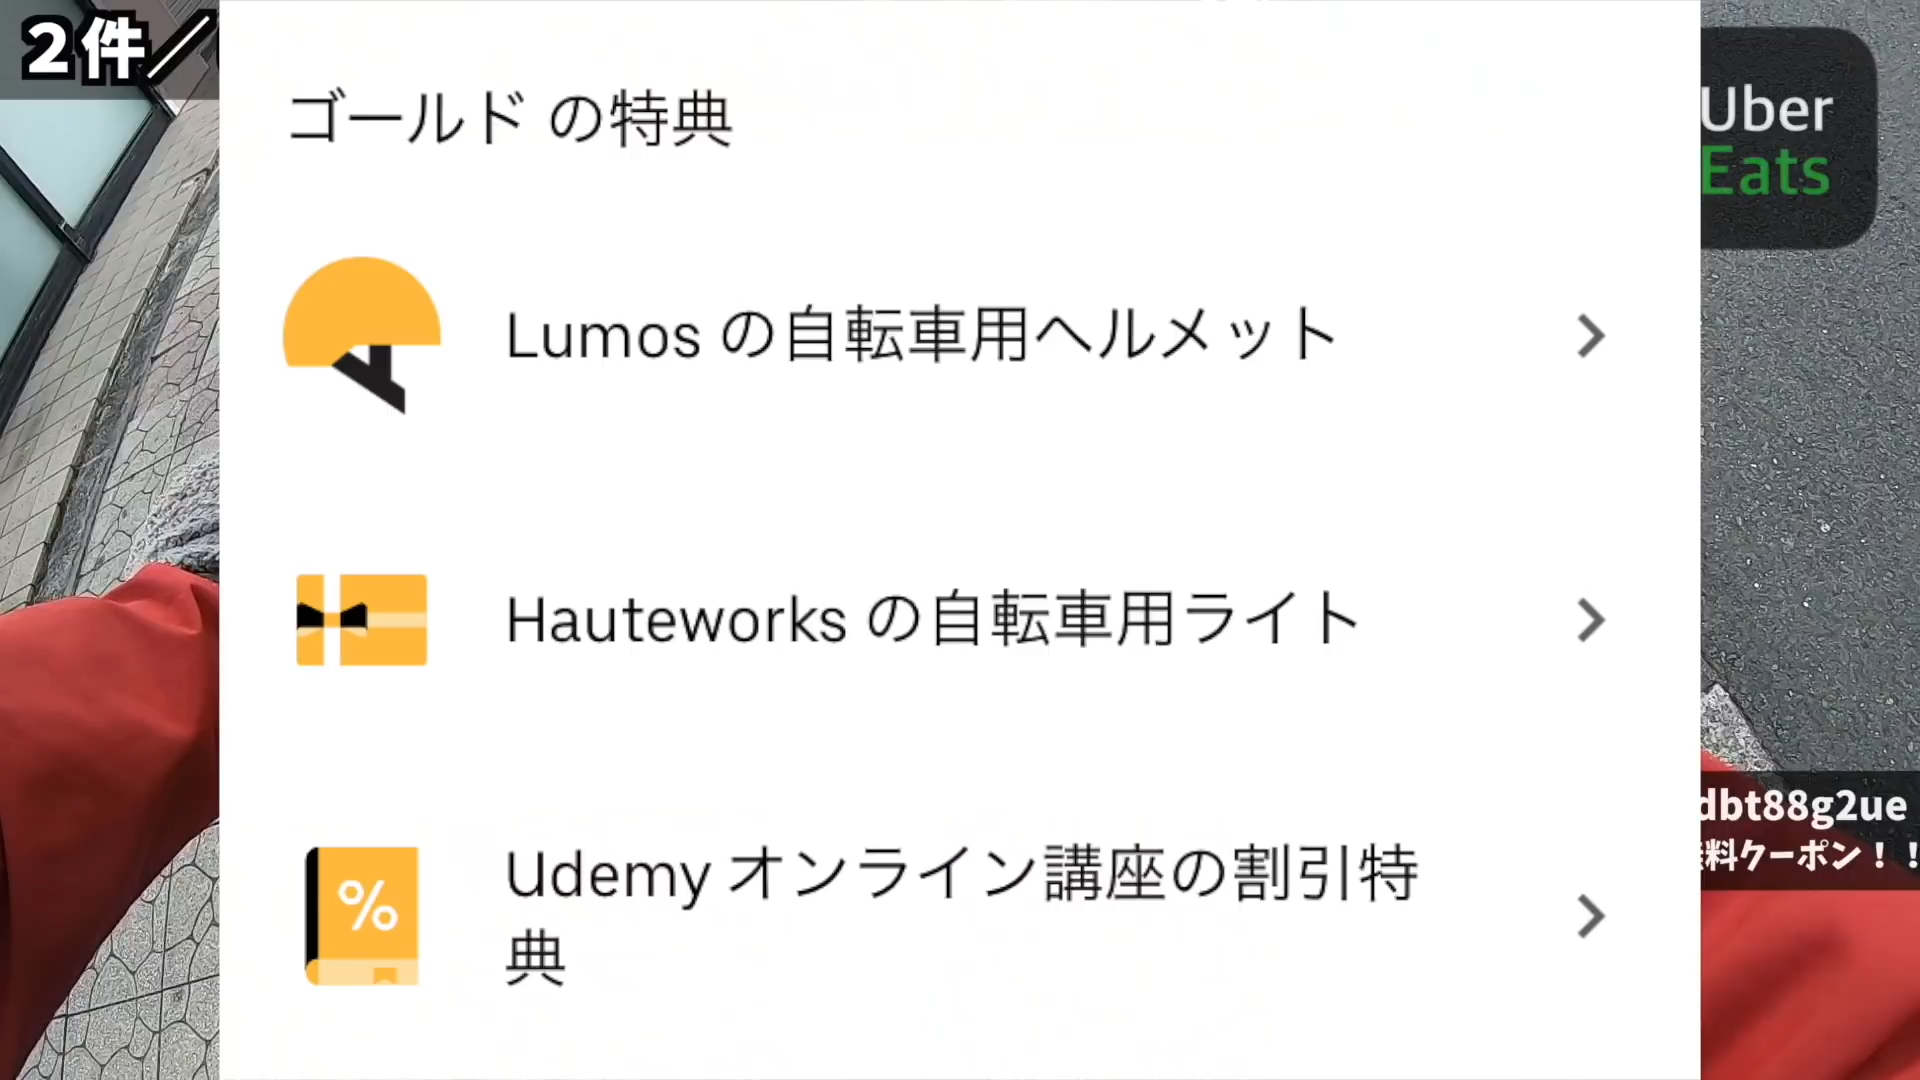 2件／
ゴールド の特典
Uber
Eats
Lumos の自転車用ヘルメット
Hauteworks の自転車用ライト
Udemy オンライン講座の割引特
典
%
dbt88g2ue
料クーポン！！